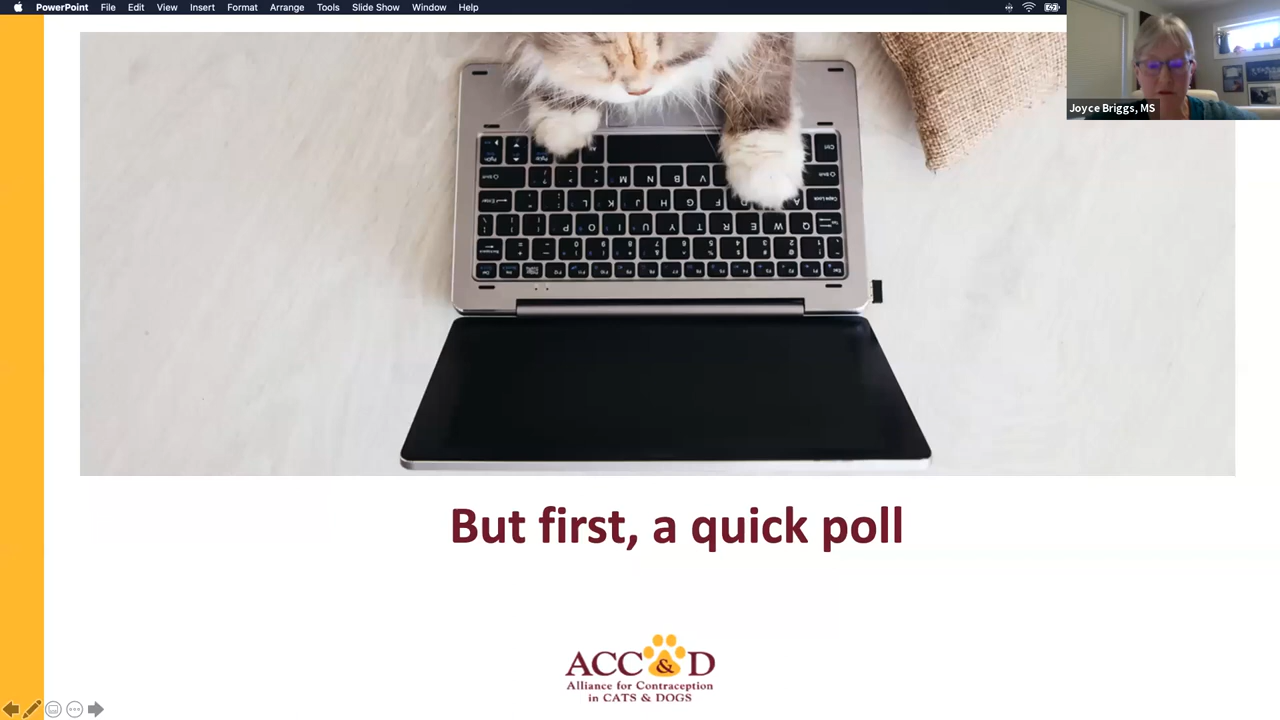 PowerPoint File Edit View Insert Format Arrange Tools Slide Show Window Help
Joyce Briggs, MS
But first, a quick poll
ACC&D
Alliance for Contraception
in CATS & DOGS